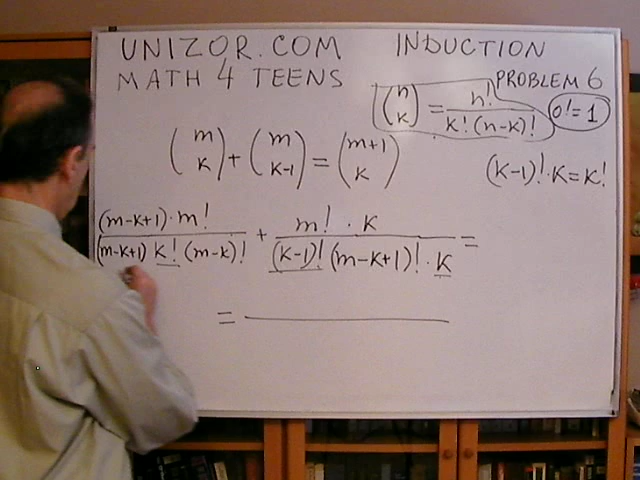 UNIZOR.COM INDUCTION
MATH 4 TEENS PROBLEM 6
(n k) = n! / k!(n-k)! 0!=1
(m k) + (m k-1) = (m+1 k) (k-1)!·k=k!
(m-k+1)·m! / (m-k+1) k! (m-k)! + m!·k / (k-1)! (m-k+1)!·k =
=